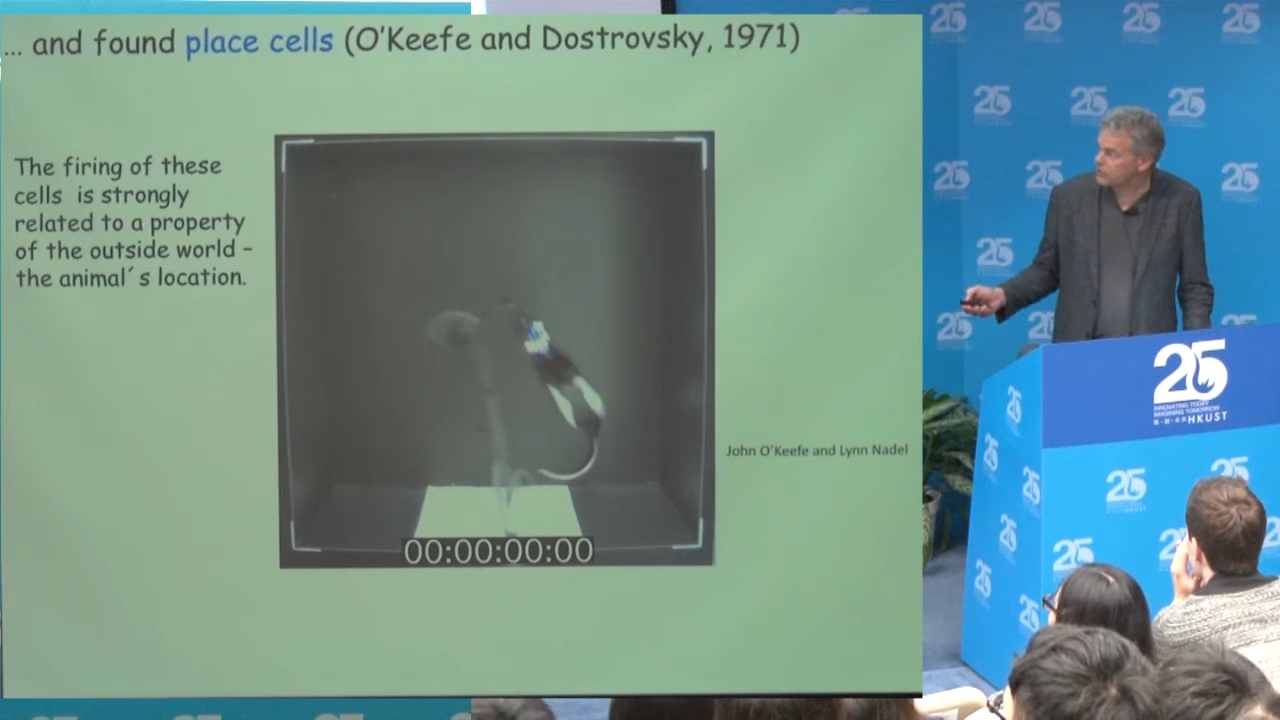 ... and found place cells (O'Keefe and Dostrovsky, 1971)
The firing of these
cells is strongly
related to a property
of the outside world –
the animal´s location.
John O'Keefe and Lynn Nadel
00:00:00:00
25
25
25
25
25
25
25
25
25
25
25
25
INNOVATING TODAY
IMAGINING TOMORROW
HKUST
25
25
25
25
25
25
25
25